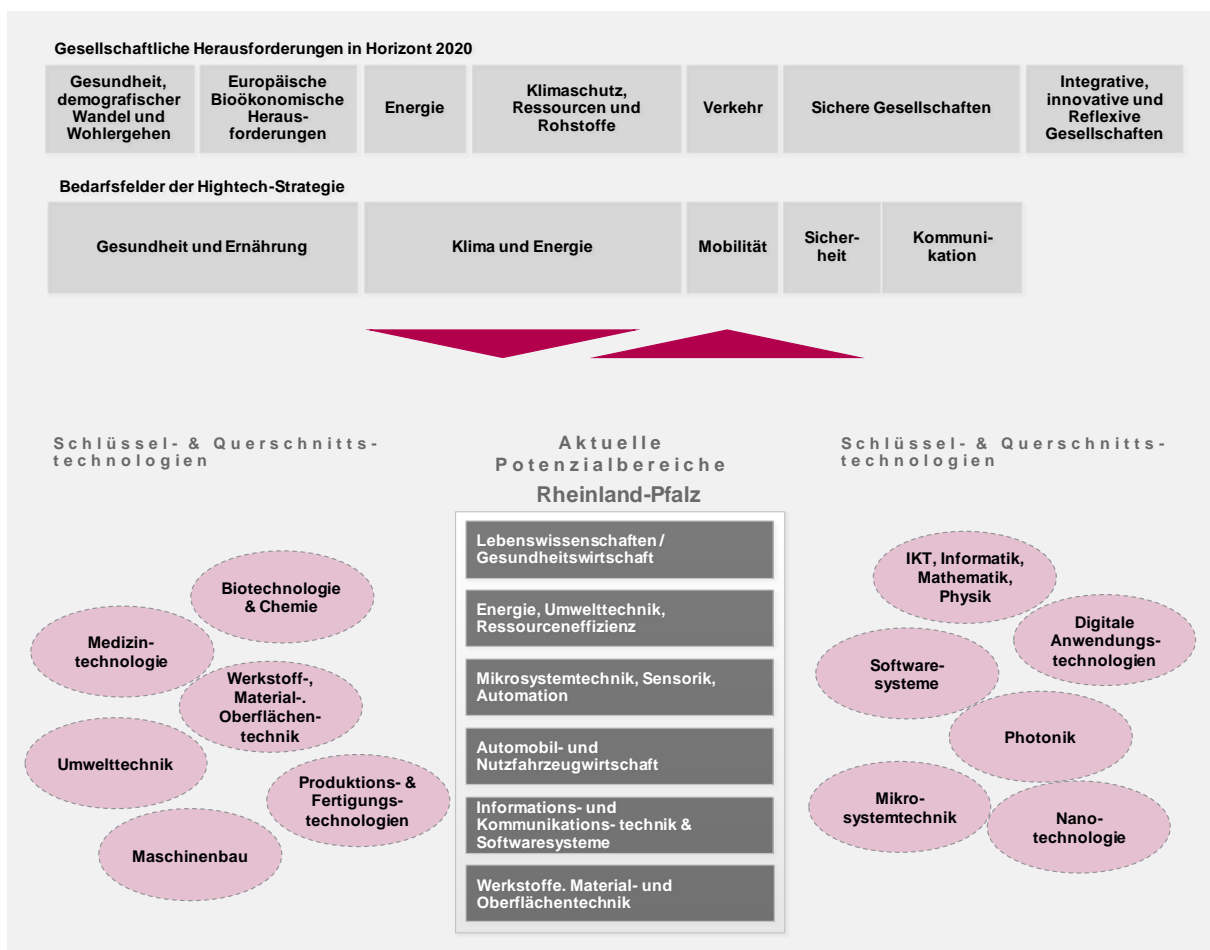 Gesellschaftliche Herausforderungen in Horizont 2020
Gesundheit,
demografischer
Wandel und
Wohlergehen
Europäische
Bioökonomische
Heraus-
forderungen
Energie
Klimaschutz,
Ressourcen und
Rohstoffe
Verkehr
Sichere Gesellschaften
Integrative,
innovative und
Reflexive
Gesellschaften
Bedarfsfelder der Hightech-Strategie
Gesundheit und Ernährung
Klima und Energie
Mobilität
Sicher-
heit
Kommuni-
kation
Schlüssel- & Querschnitts-
technologien
Aktuelle
Potenzialbereiche
Rheinland-Pfalz
Schlüssel- & Querschnitts-
technologien
Biotechnologie
& Chemie
Medizin-
technologie
Werkstoff-,
Material-.
Oberflächen-
technik
Umwelttechnik
Produktions- &
Fertigungs-
technologien
Maschinenbau
Lebenswissenschaften /
Gesundheitswirtschaft
Energie, Umwelttechnik,
Ressourceneffizienz
Mikrosystemtechnik, Sensorik,
Automation
Automobil- und
Nutzfahrzeugwirtschaft
Informations- und
Kommunikations- technik &
Softwaresysteme
Werkstoffe. Material- und
Oberflächentechnik
IKT, Informatik,
Mathematik,
Physik
Digitale
Anwendungs-
technologien
Software-
systeme
Photonik
Mikro-
systemtechnik
Nano-
technologie